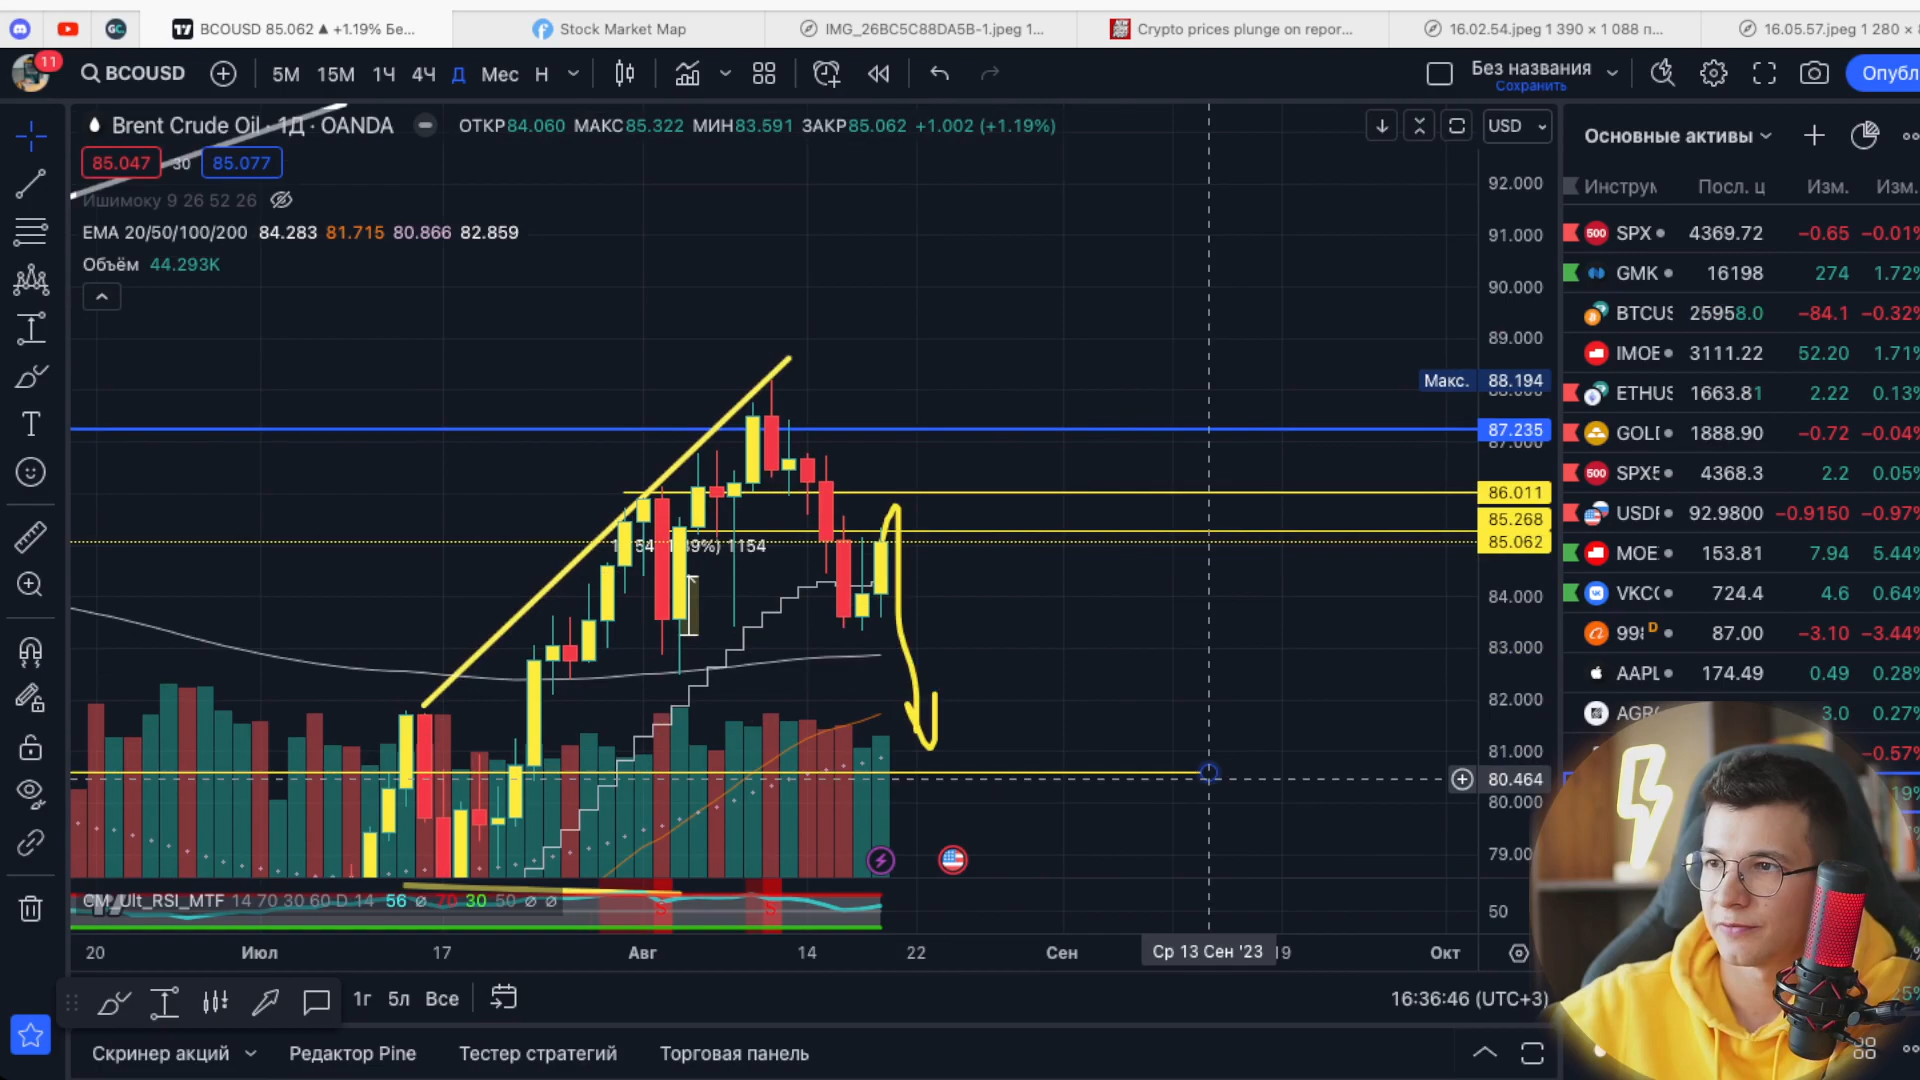 BCOUSD 85.062 ▲ +1.19% Бе...
Stock Market Map
IMG_26BC5C88DA5B-1.jpeg 1...
Crypto prices plunge on repor...
16.02.54.jpeg 1 390 × 1 088 п...
16.05.57.jpeg 1 280 ×
11
BCOUSD
5М 15М 1Ч 4Ч Д Мес Н
Без названия
Сохранить
Опубл
Brent Crude Oil · 1Д · OANDA
ОТКР84.060 МАКС85.322 МИН83.591 ЗАКР85.062 +1.002 (+1.19%)
USD
85.047 30 85.077
Ишимоку 9 26 52 26
EMA 20/50/100/200 84.283 81.715 80.866 82.859
Объём 44.293K
92.000
91.000
90.000
89.000
Макс. 88.194
87.235
87.000
86.011
85.268
85.062
84.000
83.000
82.000
81.000
80.464
80.000
79.00
50
CM_Ult_RSI_MTF 14 70 30 60 D 14 56 ∅ 70 30 50 ∅ ∅
S
S
20 Июл 17 Авг 14 22 Сен Ср 13 Сен '23 19 Окт
1г 5л Все
16:36:46 (UTC+3)
Скринер акций Редактор Pine Тестер стратегий Торговая панель
Основные активы
Инструм Посл. ц Изм. Изм.
SPX 4369.72 −0.65 −0.01%
GMK 16198 274 1.72%
BTCUS 25958.0 −84.1 −0.32%
IMOE 3111.22 52.20 1.71%
ETHUS 1663.81 2.22 0.13%
GOL 1888.90 −0.72 −0.04%
SPX 4368.3 2.2 0.05%
USD 92.9800 −0.9150 −0.97%
MOE 153.81 7.94 5.44%
VKC 724.4 4.6 0.64%
998 D 87.00 −3.10 −3.44%
AAPL 174.49 0.49 0.28%
AGR 3.0 0.27%
−0.57%